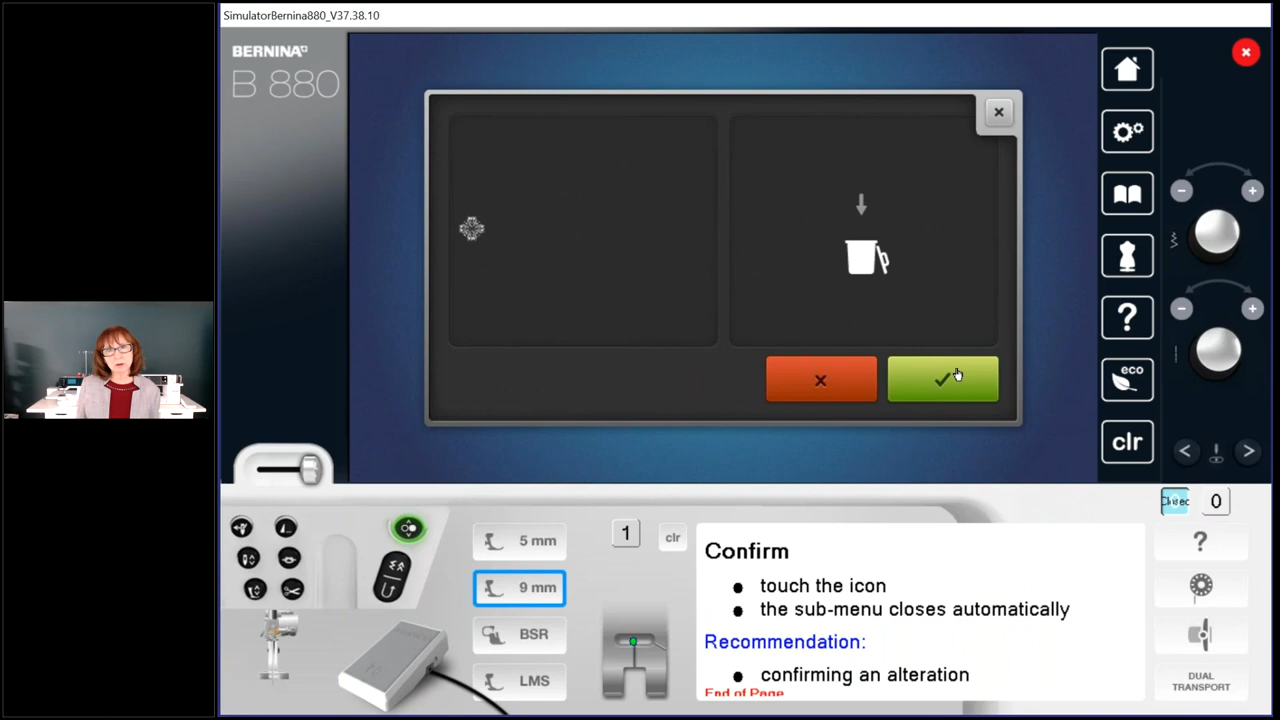 SimulatorBernina880_V37.38.10
BERNINA
B 880
eco
clr
Closed
0
5 mm
9 mm
BSR
LMS
1
clr
Confirm
touch the icon
the sub-menu closes automatically
Recommendation:
confirming an alteration
End of Page
?
?
DUAL
TRANSPORT